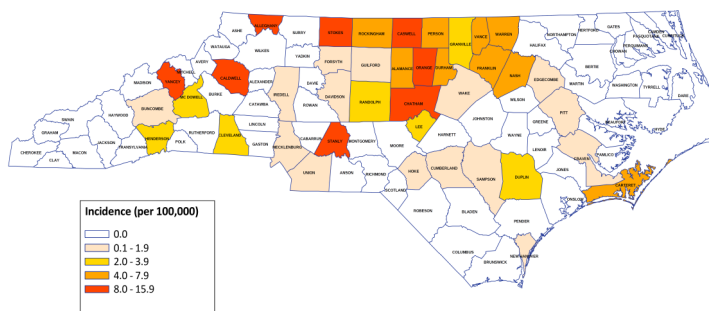 ALLEGHANY
ASHE
SURRY
STOKES
ROCKINGHAM
CASWELL
PERSON
GRANVILLE
VANCE
WARREN
NORTHAMPTON
HERTFORD
GATES
HALIFAX
WATAUGA
WILKES
YADKIN
FORSYTH
GUILFORD
ALAMANCE
ORANGE
DURHAM
FRANKLIN
NASH
BERTIE
MITCHELL
AVERY
CALDWELL
ALEXANDER
DAVIE
IREDELL
DAVIDSON
RANDOLPH
CHATHAM
WAKE
EDGECOMBE
MARTIN
WASHINGTON
TYRRELL
DARE
MADISON
YANCEY
MC DOWELL
BURKE
CATAWBA
ROWAN
WILSON
PITT
BEAUFORT
HYDE
BUNCOMBE
HAYWOOD
SWAIN
GRAHAM
JACKSON
HENDERSON
RUTHERFORD
POLK
CLEVELAND
LINCOLN
GASTON
CABARRUS
STANLY
MONTGOMERY
MOORE
LEE
HARNETT
JOHNSTON
WAYNE
GREENE
LENOIR
CRAVEN
PAMLICO
CHEROKEE
CLAY
MACON
TRANSYLVANIA
MECKLENBURG
UNION
ANSON
RICHMOND
SCOTLAND
HOKE
CUMBERLAND
SAMPSON
DUPLIN
JONES
ONSLOW
CARTERET
ROBESON
BLADEN
PENDER
COLUMBUS
BRUNSWICK
NEW HANOVER
Incidence (per 100,000)
0.0
0.1 - 1.9
2.0 - 3.9
4.0 - 7.9
8.0 - 15.9